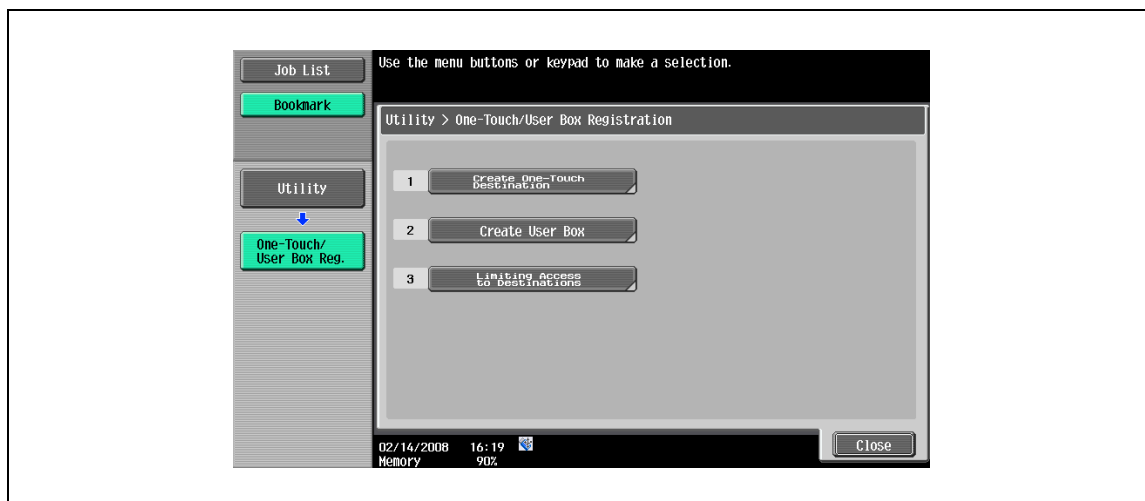 Job List
Bookmark
Utility
One-Touch/
User Box Reg.
Use the menu buttons or keypad to make a selection.
Utility > One-Touch/User Box Registration
1 Create One-Touch
Destination
2 Create User Box
3 Limiting Access
to Destinations
02/14/2008 16:19
Memory 90%
Close